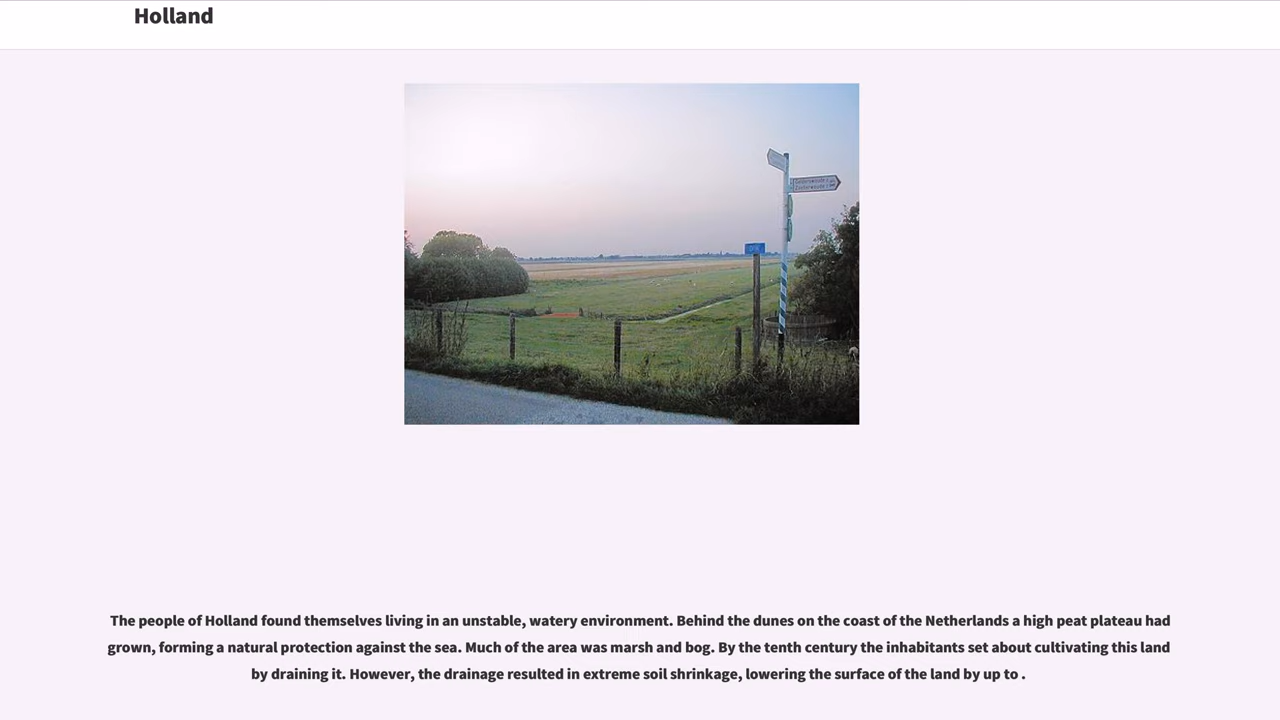 Holland
The people of Holland found themselves living in an unstable, watery environment. Behind the dunes on the coast of the Netherlands a high peat plateau had
grown, forming a natural protection against the sea. Much of the area was marsh and bog. By the tenth century the inhabitants set about cultivating this land
by draining it. However, the drainage resulted in extreme soil shrinkage, lowering the surface of the land by up to .